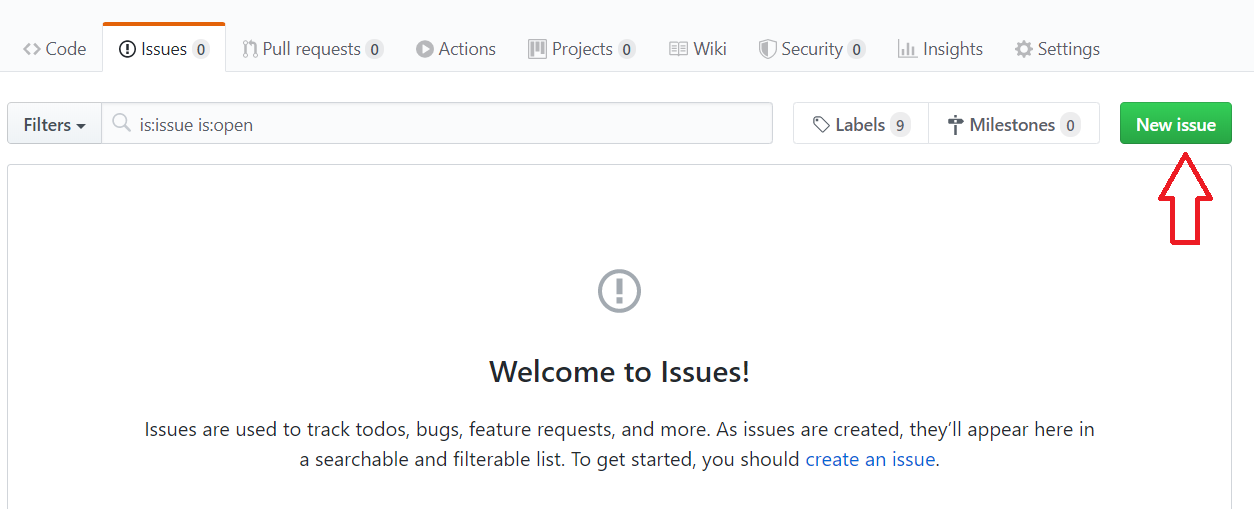 Code Issues 0 Pull requests 0 Actions Projects 0 Wiki Security 0 Insights Settings
Filters is:issue is:open Labels 9 Milestones 0 New issue
Welcome to Issues!
Issues are used to track todos, bugs, feature requests, and more. As issues are created, they’ll appear here in
a searchable and filterable list. To get started, you should create an issue.